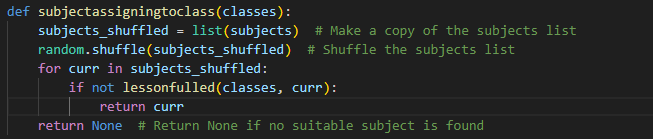 def subjectassigningtoclass(classes):
    subjects_shuffled = list(subjects)  # Make a copy of the subjects list
    random.shuffle(subjects_shuffled)  # Shuffle the subjects list
    for curr in subjects_shuffled:
        if not lessonfulled(classes, curr):
            return curr
    return None  # Return None if no suitable subject is found